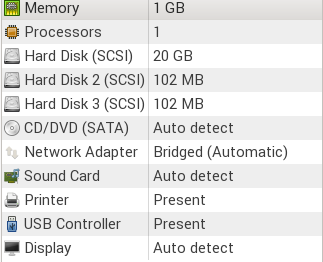 Memory 1 GB
Processors 1
Hard Disk (SCSI) 20 GB
Hard Disk 2 (SCSI) 102 MB
Hard Disk 3 (SCSI) 102 MB
CD/DVD (SATA) Auto detect
Network Adapter Bridged (Automatic)
Sound Card Auto detect
Printer Present
USB Controller Present
Display Auto detect